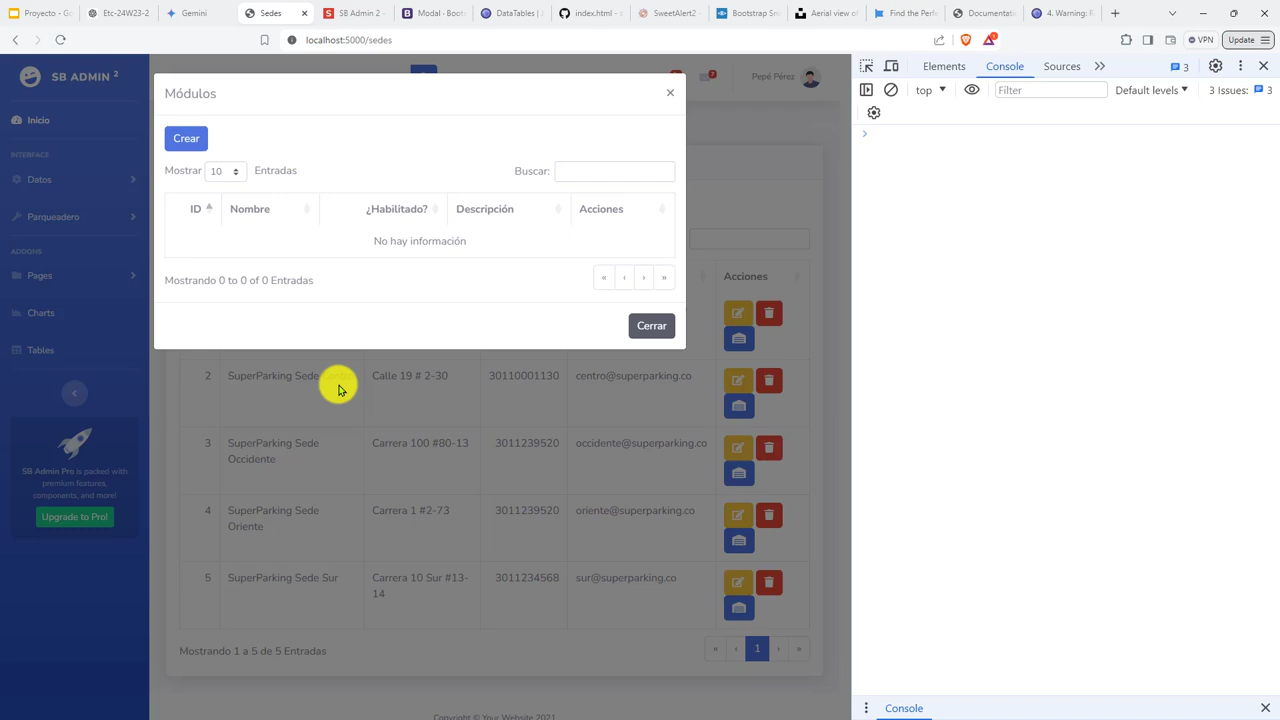 Proyecto - Ga
Etc-24W23-2
Gemini
Sedes
SB Admin 2 -
Modal · Boots
DataTables |
index.html - s
SweetAlert2
Bootstrap Sni
Aerial view of
Find the Perfe
Documentati
4. Warning: R
localhost:5000/sedes
VPN
Update
SB ADMIN 2
Inicio
INTERFACE
Datos
Parqueadero
ADDONS
Pages
Charts
Tables
SB Admin Pro is packed with
premium features,
components, and more!
Upgrade to Pro!
7
Pepé Pérez
Módulos
×
Crear
Mostrar 10 Entradas
Buscar:
ID Nombre ¿Habilitado? Descripción Acciones
No hay información
Mostrando 0 to 0 of 0 Entradas
« ‹ › »
Cerrar
Acciones
2 SuperParking Sede Calle 19 # 2-30 30110001130 centro@superparking.co
3 SuperParking Sede Carrera 100 #80-13 3011239520 occidente@superparking.co
Occidente
4 SuperParking Sede Carrera 1 #2-73 3011239520 oriente@superparking.co
Oriente
5 SuperParking Sede Sur Carrera 10 Sur #13- 3011234568 sur@superparking.co
14
Mostrando 1 a 5 de 5 Entradas
« ‹ 1 › »
Copyright © Your Website 2021
Elements
Console
Sources
3
top
Filter
Default levels
3 Issues: 3
Console